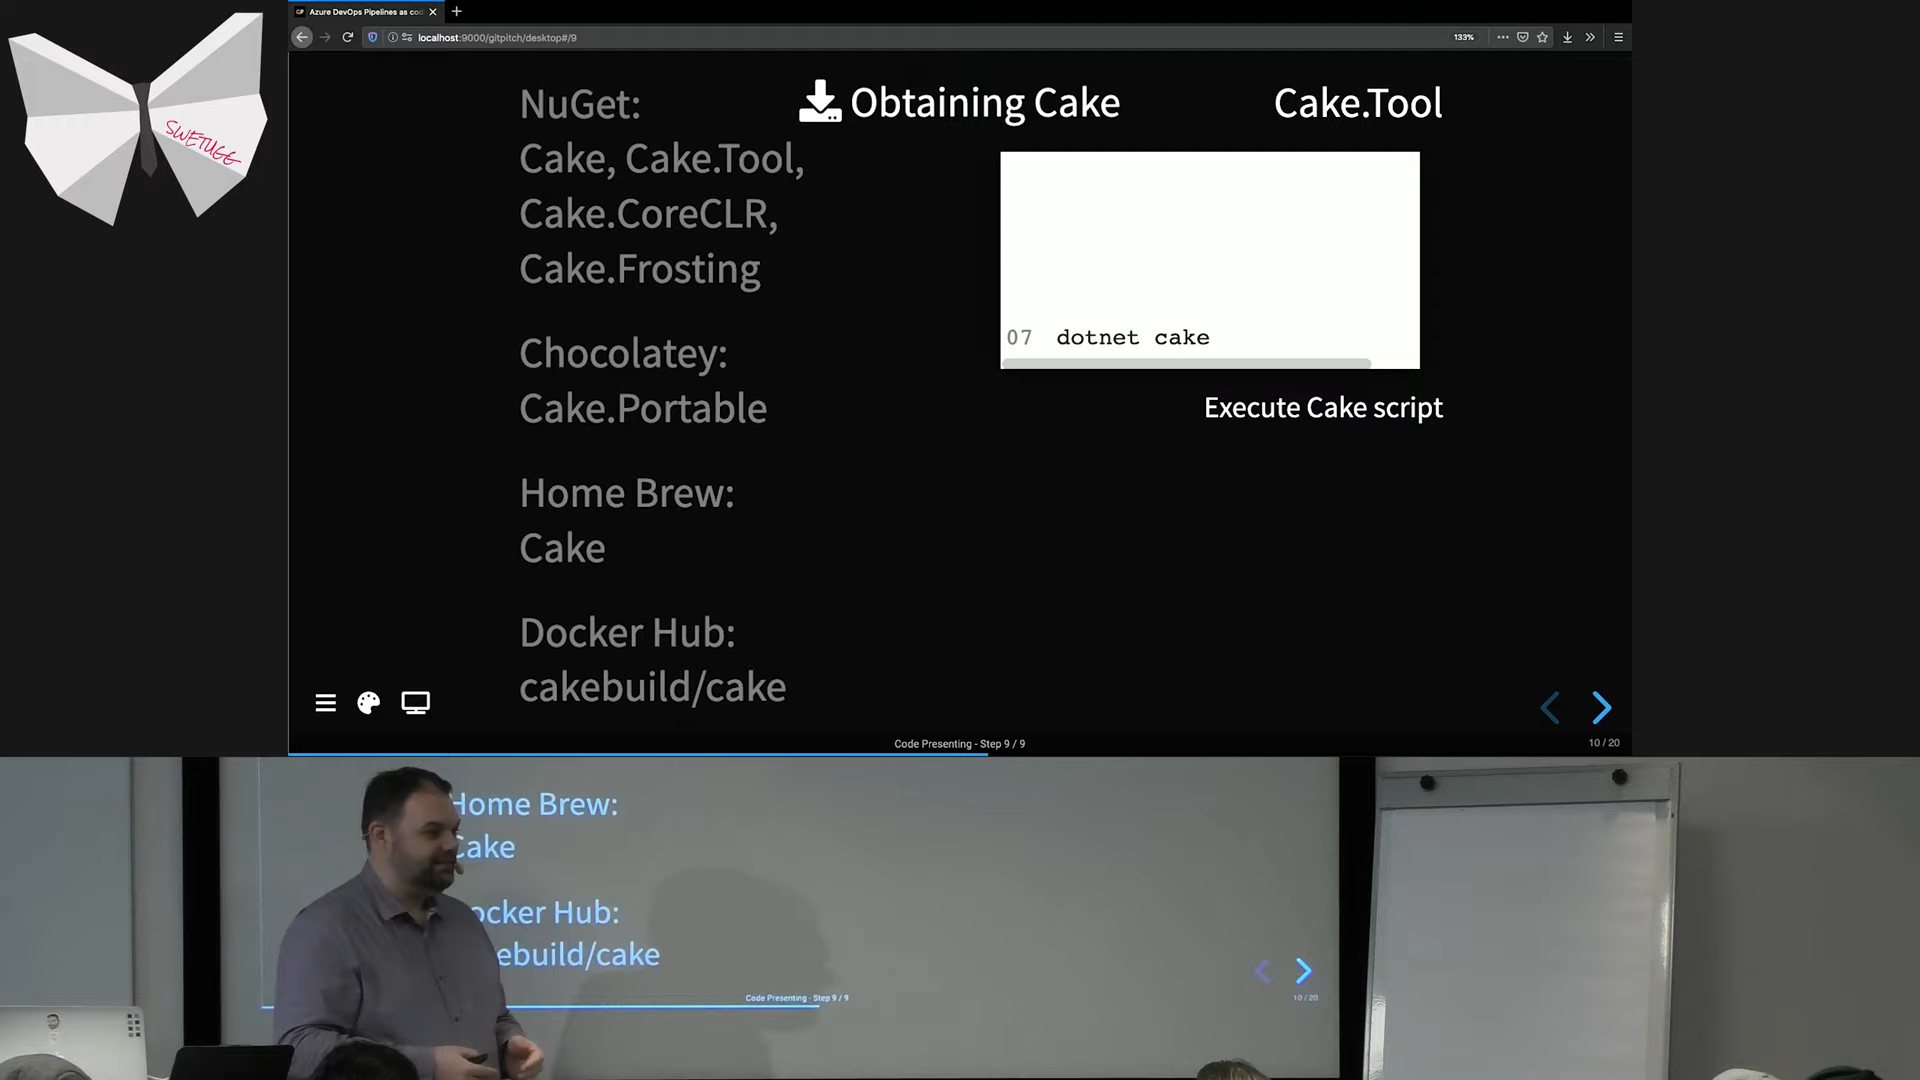 Azure DevOps Pipelines as cod
localhost:9000/gitpitch/desktop#/9
133%
SWETUGG
Obtaining Cake
NuGet:
Cake, Cake.Tool,
Cake.CoreCLR,
Cake.Frosting
Chocolatey:
Cake.Portable
Home Brew:
Cake
Docker Hub:
cakebuild/cake
Cake.Tool
07 dotnet cake
Execute Cake script
Code Presenting - Step 9 / 9
10 / 20
Home Brew:
Cake
ocker Hub:
ebuild/cake
Code Presenting - Step 9 / 9
10 / 20